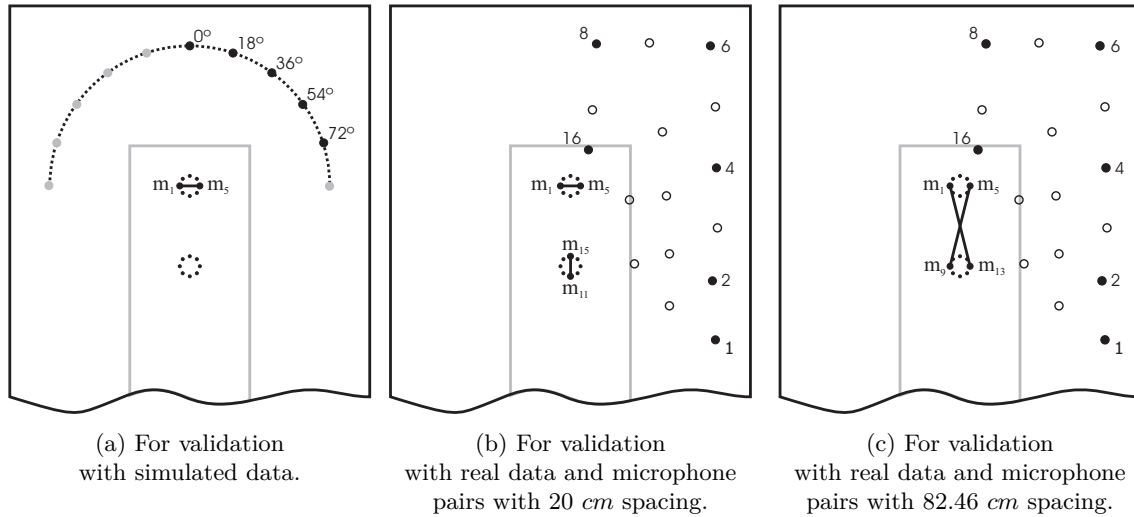 0°
18°
36°
54°
72°
m₁ m₅
(a) For validation
with simulated data.
8
6
16
4
m₁ m₅
m₁₅
m₁₁
2
1
(b) For validation
with real data and microphone
pairs with 20 cm spacing.
8
6
16
4
m₁ m₅
m₉ m₁₃
2
1
(c) For validation
with real data and microphone
pairs with 82.46 cm spacing.